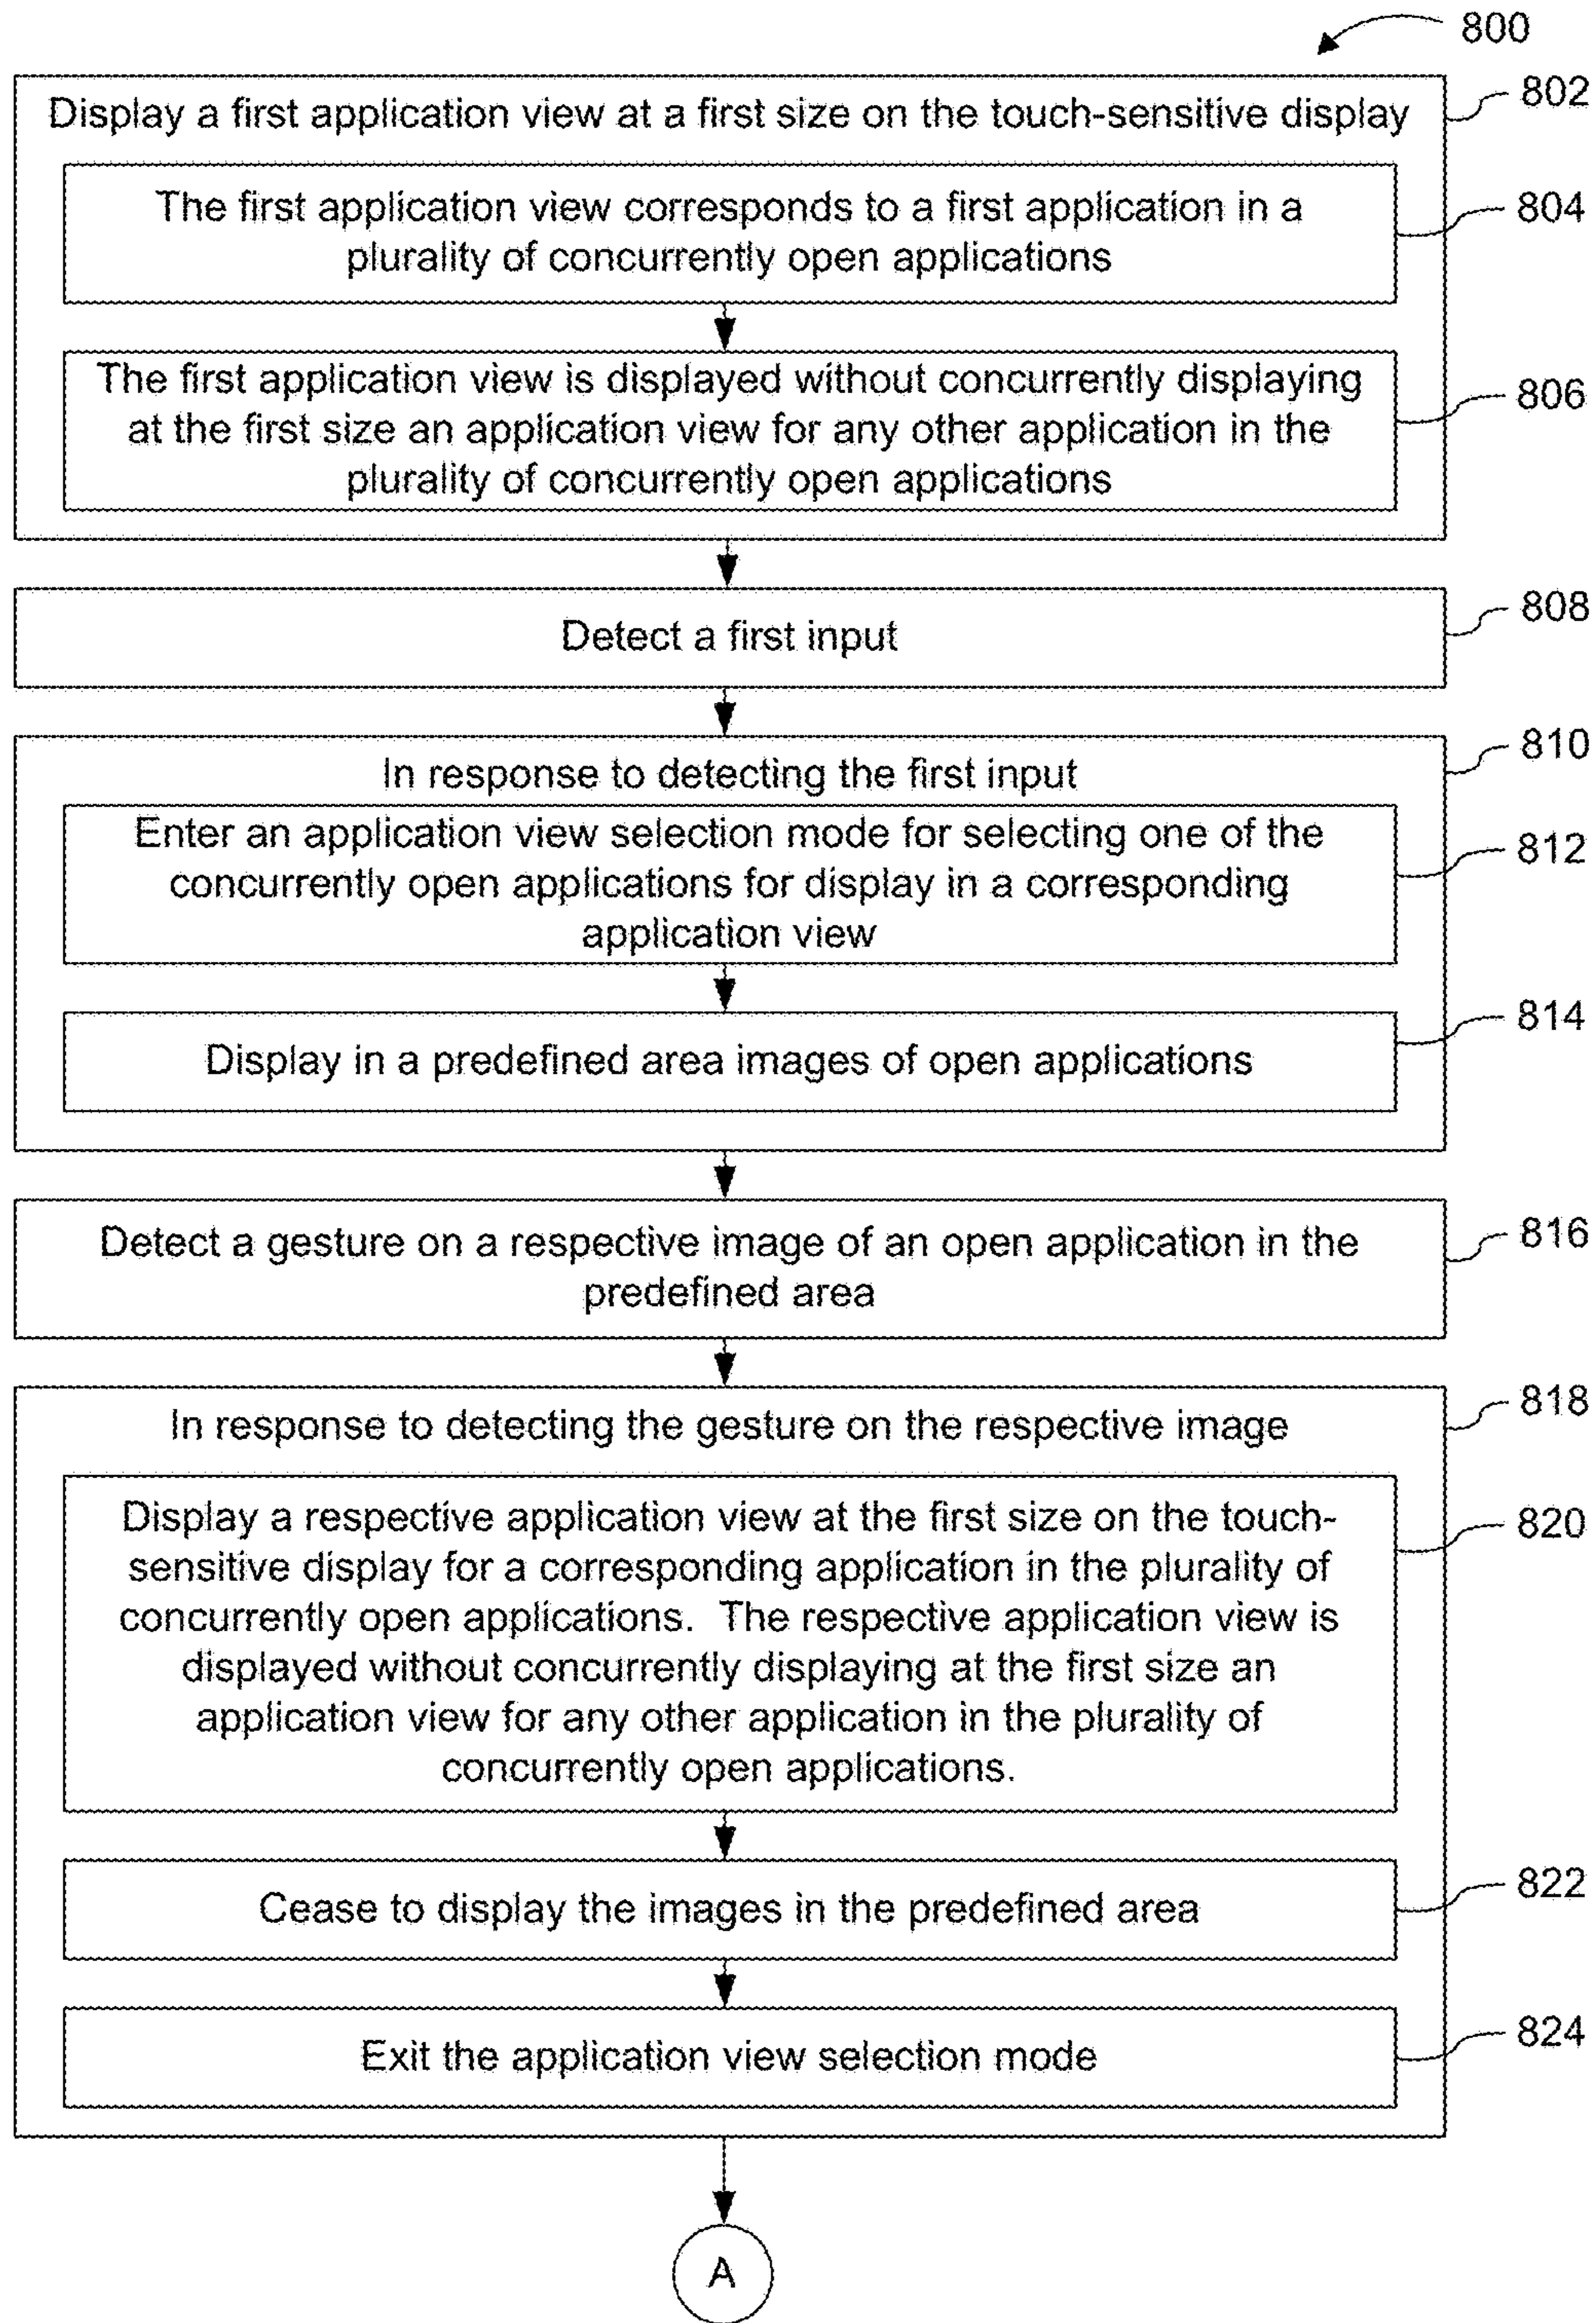 800
802
Display a first application view at a first size on the touch-sensitive display
The first application view corresponds to a first application in a
plurality of concurrently open applications
804
The first application view is displayed without concurrently displaying
at the first size an application view for any other application in the
plurality of concurrently open applications
806
Detect a first input
808
In response to detecting the first input
810
Enter an application view selection mode for selecting one of the
concurrently open applications for display in a corresponding
application view
812
Display in a predefined area images of open applications
814
Detect a gesture on a respective image of an open application in the
predefined area
816
In response to detecting the gesture on the respective image
818
Display a respective application view at the first size on the touch-
sensitive display for a corresponding application in the plurality of
concurrently open applications. The respective application view is
displayed without concurrently displaying at the first size an
application view for any other application in the plurality of
concurrently open applications.
820
Cease to display the images in the predefined area
822
Exit the application view selection mode
824
A